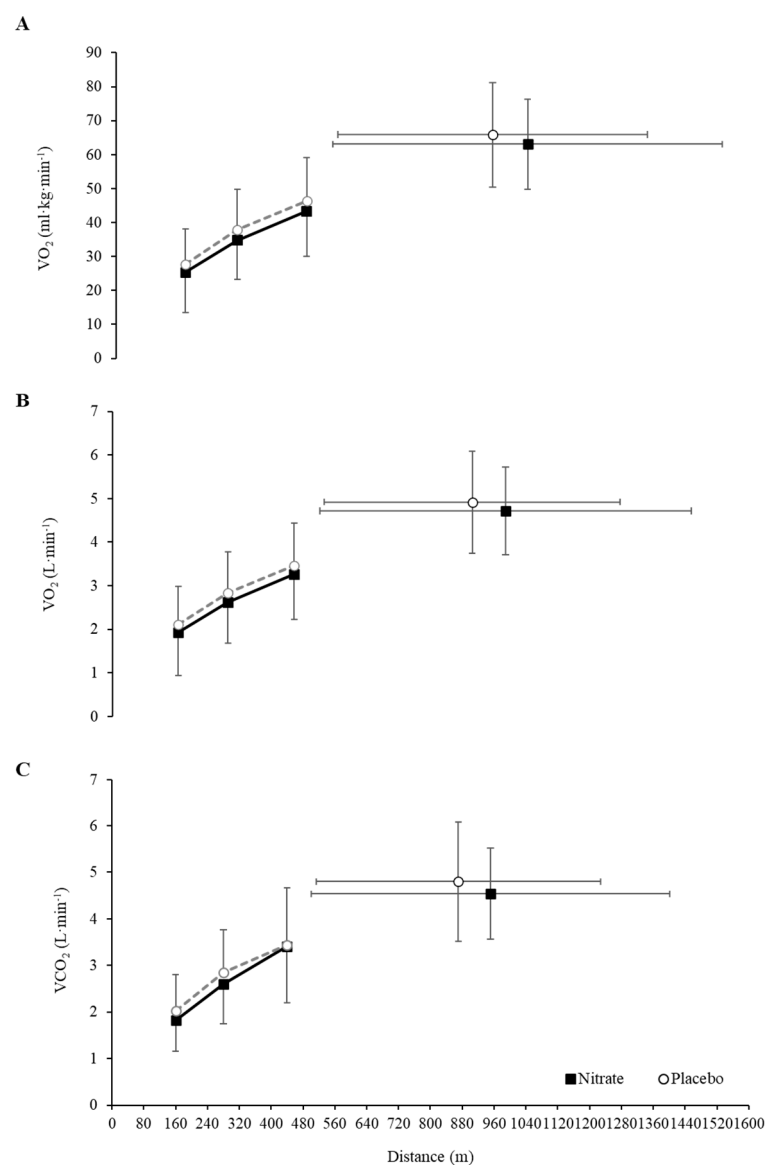 A
90
80
70
60
50
40
30
20
10
0
VO2 (ml·kg·min-1)
B
7
6
5
4
3
2
1
0
VO2 (L·min-1)
C
7
6
5
4
3
2
1
0
VCO2 (L·min-1)
Nitrate Placebo
0 80 160 240 320 400 480 560 640 720 800 880 960 1040 1120 1200 1280 1360 1440 1520 1600
Distance (m)